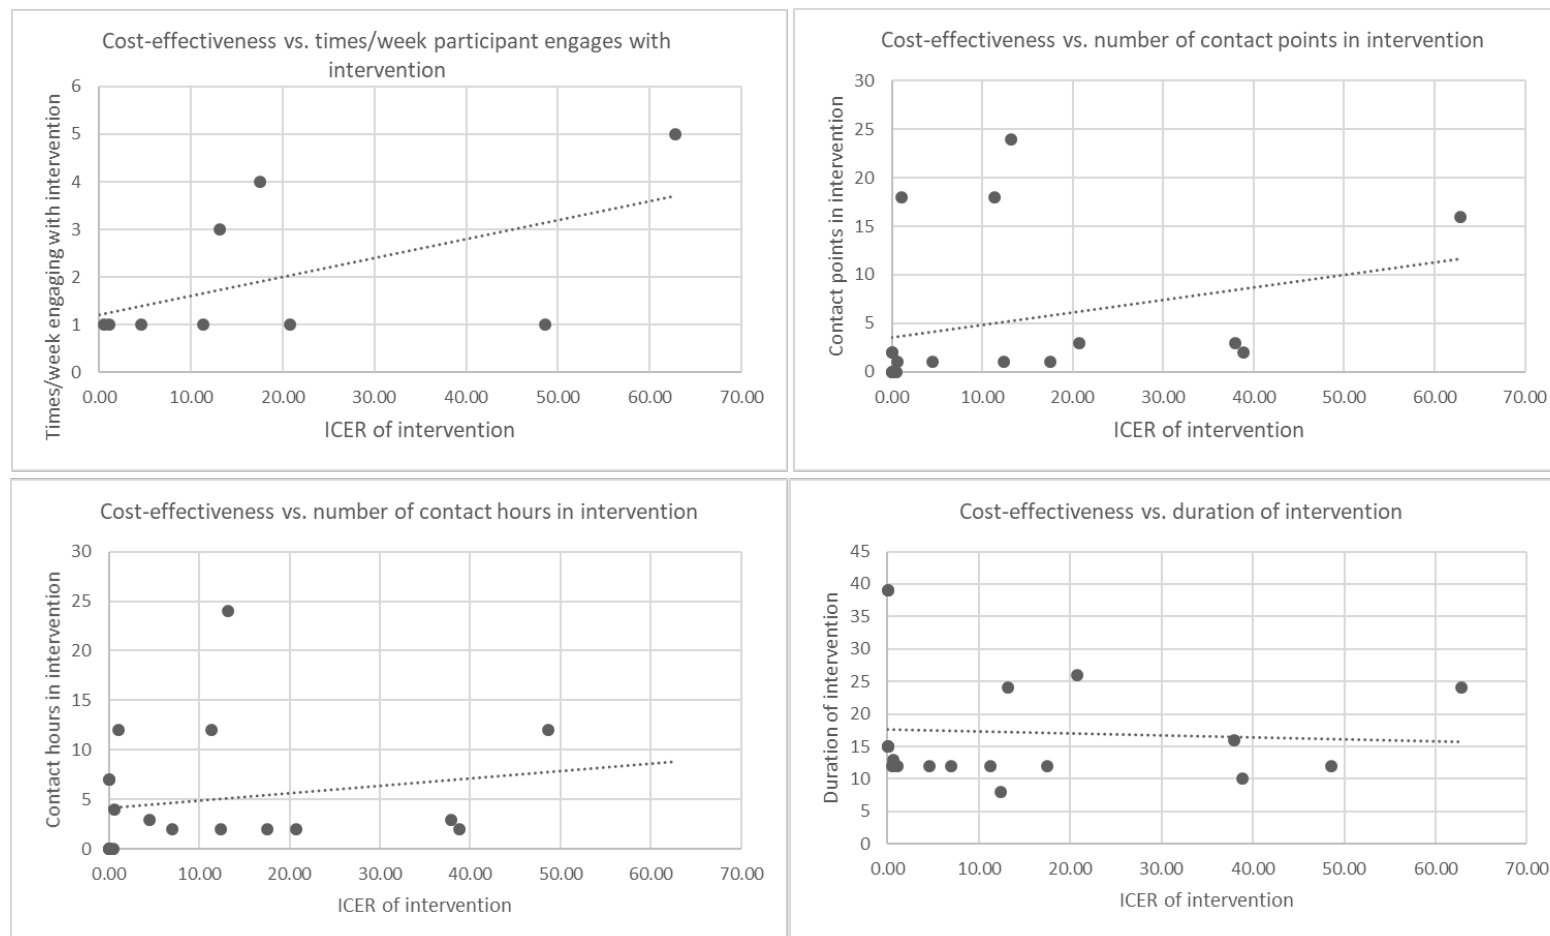 Cost-effectiveness vs. times/week participant engages with
intervention
Times/week engaging with intervention
6
5
4
3
2
1
0
0.00 10.00 20.00 30.00 40.00 50.00 60.00 70.00
ICER of intervention
Cost-effectiveness vs. number of contact points in intervention
Contact points in intervention
30
25
20
15
10
5
0
0.00 10.00 20.00 30.00 40.00 50.00 60.00 70.00
ICER of intervention
Cost-effectiveness vs. number of contact hours in intervention
Contact hours in intervention
30
25
20
15
10
5
0
0.00 10.00 20.00 30.00 40.00 50.00 60.00 70.00
ICER of intervention
Cost-effectiveness vs. duration of intervention
Duration of intervention
45
40
35
30
25
20
15
10
5
0
0.00 10.00 20.00 30.00 40.00 50.00 60.00 70.00
ICER of intervention